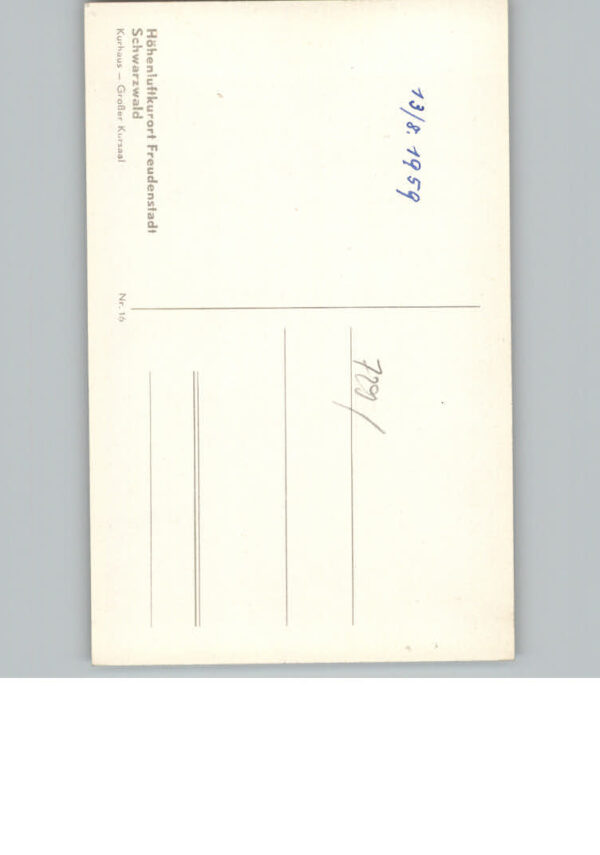 13/8. 1959
Höhenluftkurort Freudenstadt
Schwarzwald
Kurhaus — Großer Kursaal
Nr. 16
729/